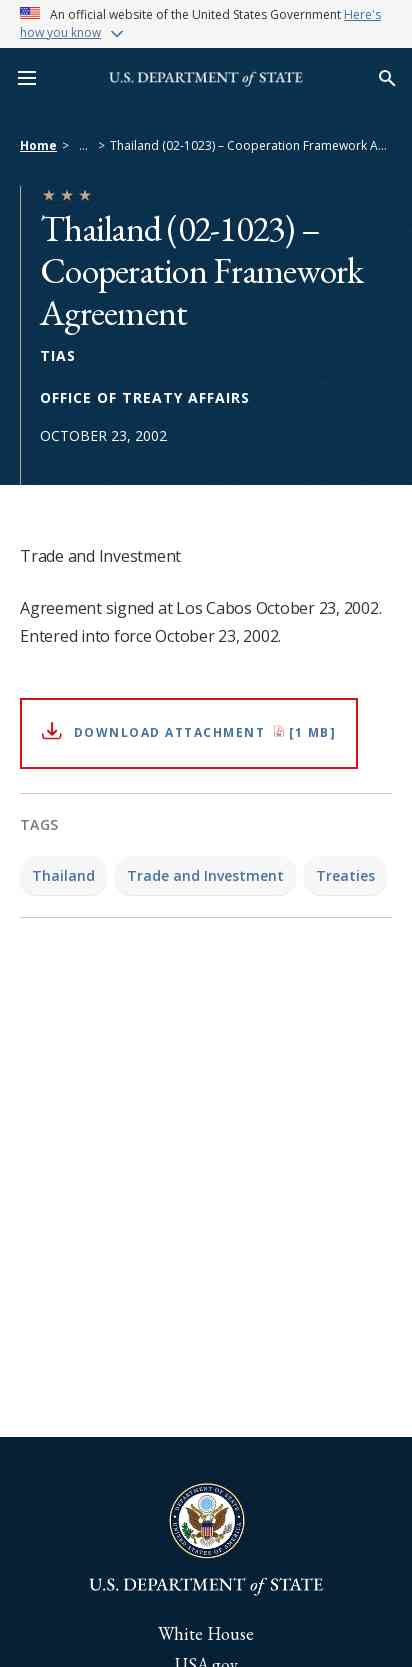 An official website of the United States Government Here's
how you know
U.S. DEPARTMENT of STATE
Home > ... > Thailand (02-1023) – Cooperation Framework A...
Thailand (02-1023) –
Cooperation Framework
Agreement
TIAS
OFFICE OF TREATY AFFAIRS
OCTOBER 23, 2002
Trade and Investment
Agreement signed at Los Cabos October 23, 2002.
Entered into force October 23, 2002.
DOWNLOAD ATTACHMENT [1 MB]
TAGS
Thailand Trade and Investment Treaties
DEPARTMENT OF STATE
UNITED STATES OF AMERICA
U.S. DEPARTMENT of STATE
White House
USA.gov